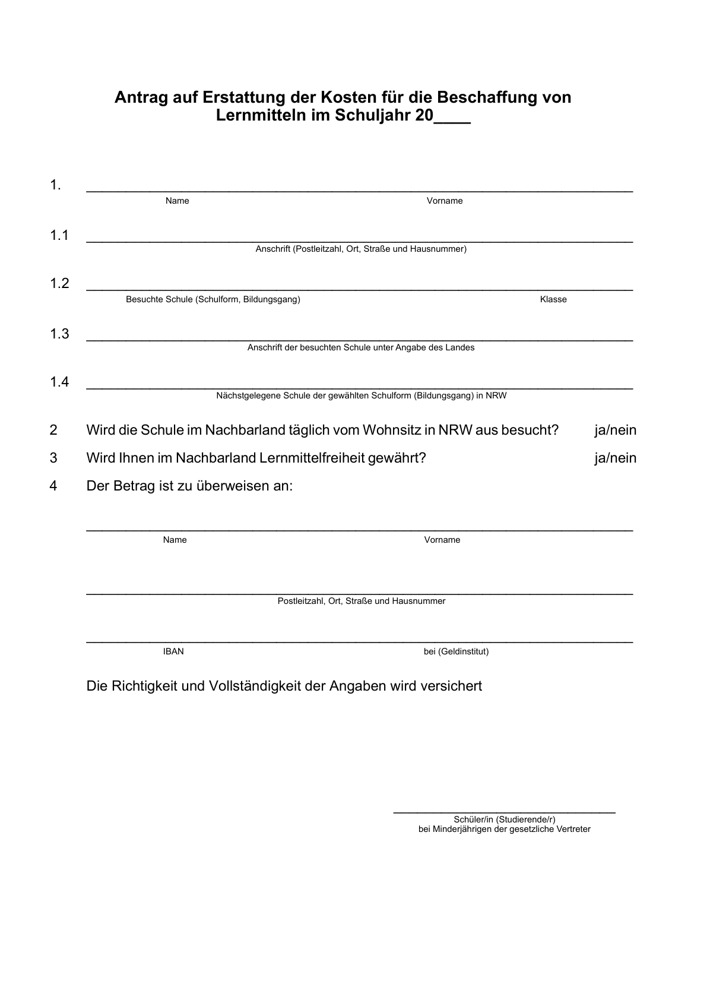 Antrag auf Erstattung der Kosten für die Beschaffung von
Lernmitteln im Schuljahr 20____
1.
Name Vorname
1.1
Anschrift (Postleitzahl, Ort, Straße und Hausnummer)
1.2
Besuchte Schule (Schulform, Bildungsgang) Klasse
1.3
Anschrift der besuchten Schule unter Angabe des Landes
1.4
Nächstgelegene Schule der gewählten Schulform (Bildungsgang) in NRW
2 Wird die Schule im Nachbarland täglich vom Wohnsitz in NRW aus besucht? ja/nein
3 Wird Ihnen im Nachbarland Lernmittelfreiheit gewährt? ja/nein
4 Der Betrag ist zu überweisen an:
Name Vorname
Postleitzahl, Ort, Straße und Hausnummer
IBAN bei (Geldinstitut)
Die Richtigkeit und Vollständigkeit der Angaben wird versichert
Schüler/in (Studierende/r)
bei Minderjährigen der gesetzliche Vertreter